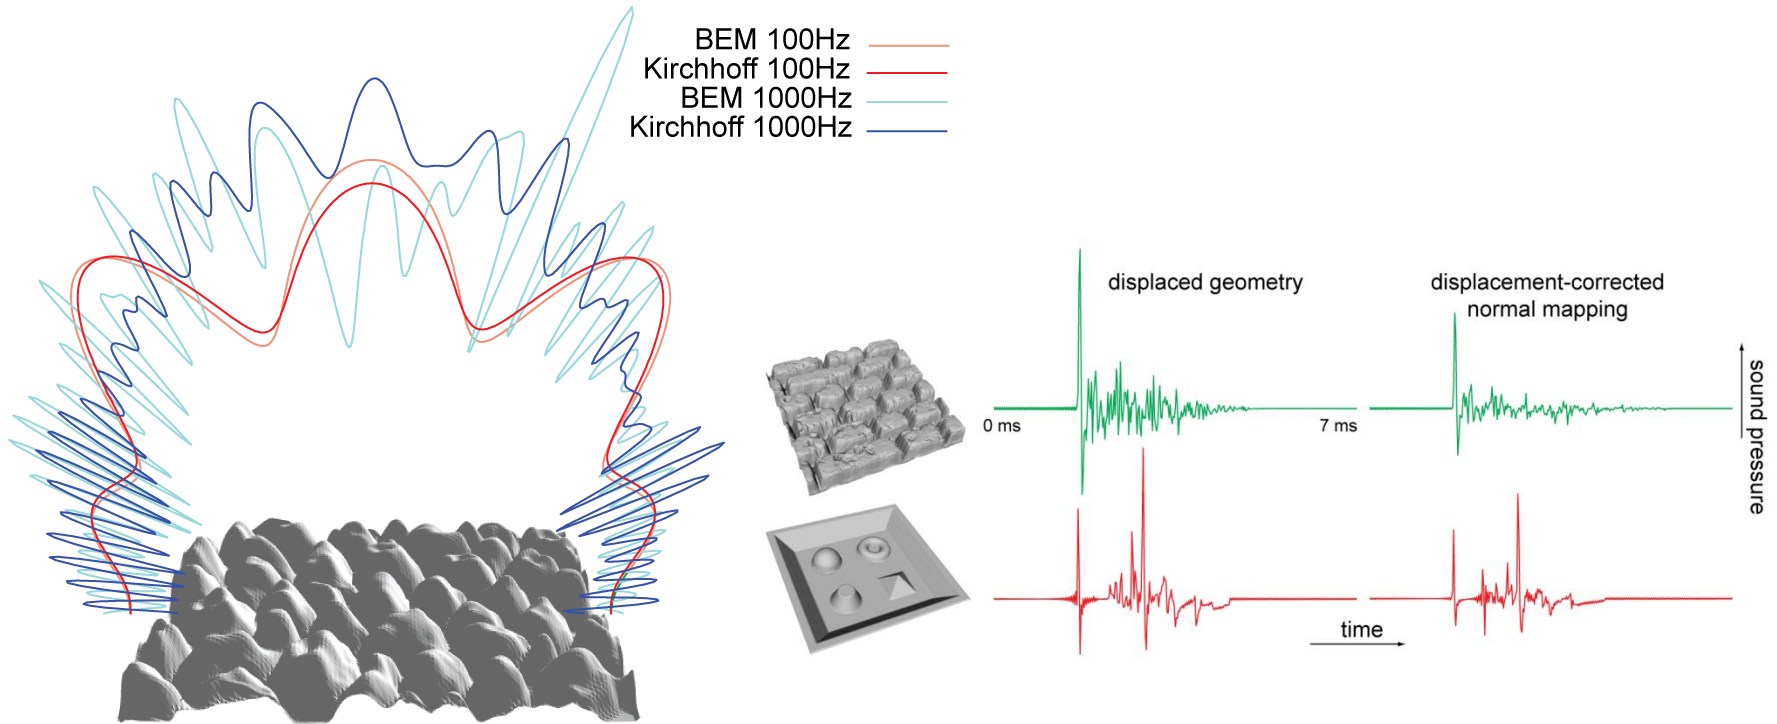 BEM 100Hz
Kirchhoff 100Hz
BEM 1000Hz
Kirchhoff 1000Hz
displaced geometry
displacement-corrected
normal mapping
0 ms
7 ms
sound pressure
time